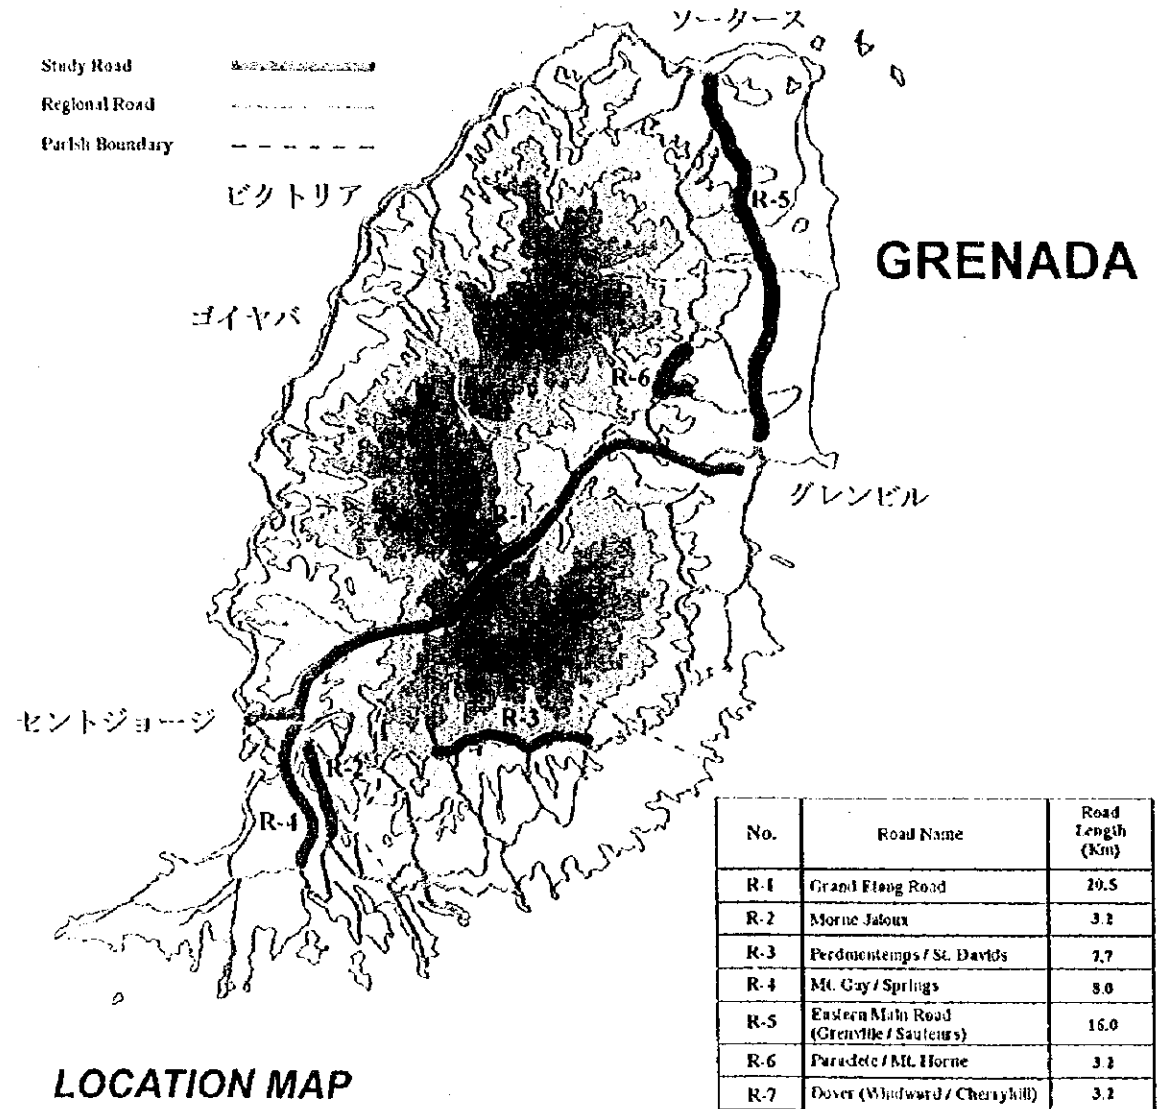 ソータース
Study Road
Regional Road
Parish Boundary
ビクトリア
R-5
GRENADA
ゴイヤバ
R-6
グレンビル
R-1
セントジョージ
R-3
R-2
R-4
No.
Road Name
Road
Length
(Km)
R-1 Grand Etang Road 20.5
R-2 Morne Jaloux 3.2
R-3 Perdmontemps / St. Davids 7.7
R-4 Mt. Gay / Springs 8.0
R-5 Eastern Main Road
(Grenville / Sauteurs) 16.0
R-6 Paradete / Mt. Horne 3.2
R-7 Dover (Windward / Cherryhill) 3.2
LOCATION MAP